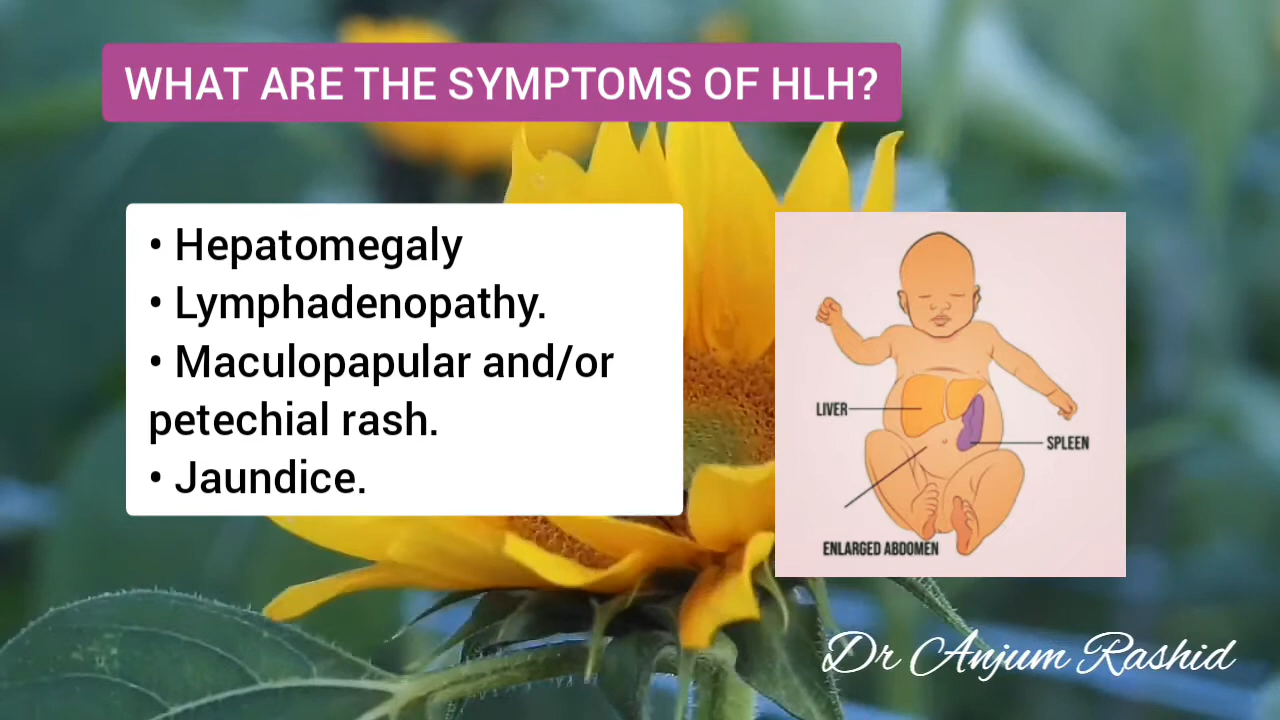 WHAT ARE THE SYMPTOMS OF HLH?
• Hepatomegaly
• Lymphadenopathy.
• Maculopapular and/or
petechial rash.
• Jaundice.
LIVER
SPLEEN
ENLARGED ABDOMEN
Dr Anjum Rashid